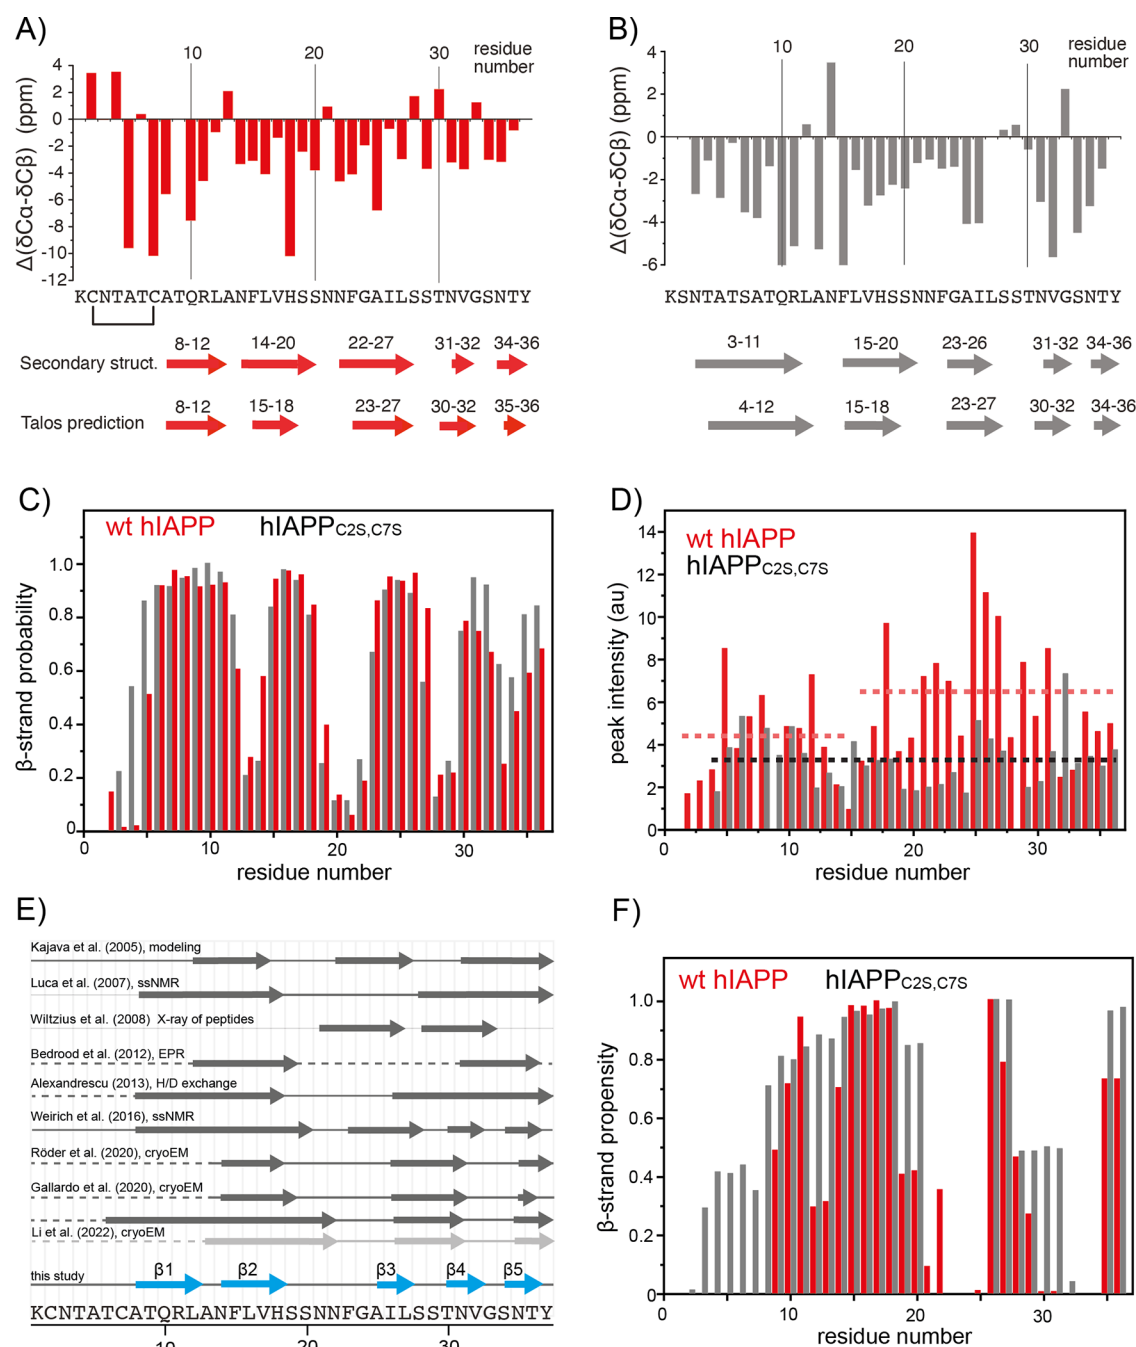 A)
10
20
30
residue
number
Δ(δCα-δCβ) (ppm)
4
2
0
-2
-4
-6
-8
-10
-12
KCNTATCATQRLANFLVHSSNNFGAILSSTNVGSNTY
8-12
14-20
22-27
31-32
34-36
Secondary struct.
8-12
15-18
23-27
30-32
35-36
Talos prediction
B)
10
20
30
residue
number
Δ(δCα-δCβ) (ppm)
4
2
0
-2
-4
-6
KSNTATSATQRLANFLVHSSNNFGAILSSTNVGSNTY
3-11
15-20
23-26
31-32
34-36
4-12
15-18
23-27
30-32
34-36
C)
wt hIAPP
hIAPPC2S,C7S
β-strand probability
1.0
0.8
0.6
0.4
0.2
0
0
10
20
30
residue number
D)
wt hIAPP
hIAPPC2S,C7S
peak intensity (au)
14
12
10
8
6
4
2
0
0
10
20
30
residue number
E)
Kajava et al. (2005), modeling
Luca et al. (2007), ssNMR
Wiltzius et al. (2008) X-ray of peptides
Bedrood et al. (2012), EPR
Alexandrescu (2013), H/D exchange
Weirich et al. (2016), ssNMR
Röder et al. (2020), cryoEM
Gallardo et al. (2020), cryoEM
Li et al. (2022), cryoEM
this study
β1
β2
β3
β4
β5
KCNTATCATQRLANFLVHSSNNFGAILSSTNVGSNTY
10
20
30
F)
wt hIAPP
hIAPPC2S,C7S
β-strand propensity
1.0
0.8
0.6
0.4
0.2
0
0
10
20
30
residue number